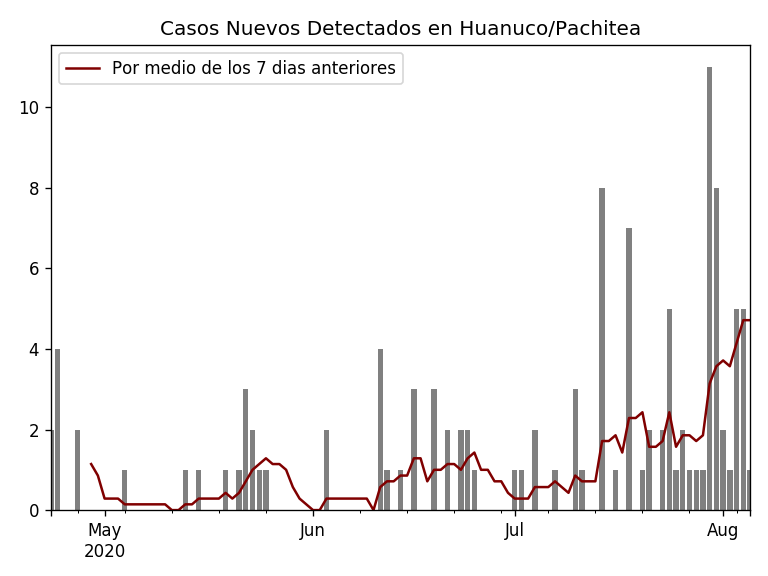 Casos Nuevos Detectados en Huanuco/Pachitea
Por medio de los 7 dias anteriores
10
8
6
4
2
0
May Jun Jul Aug
2020